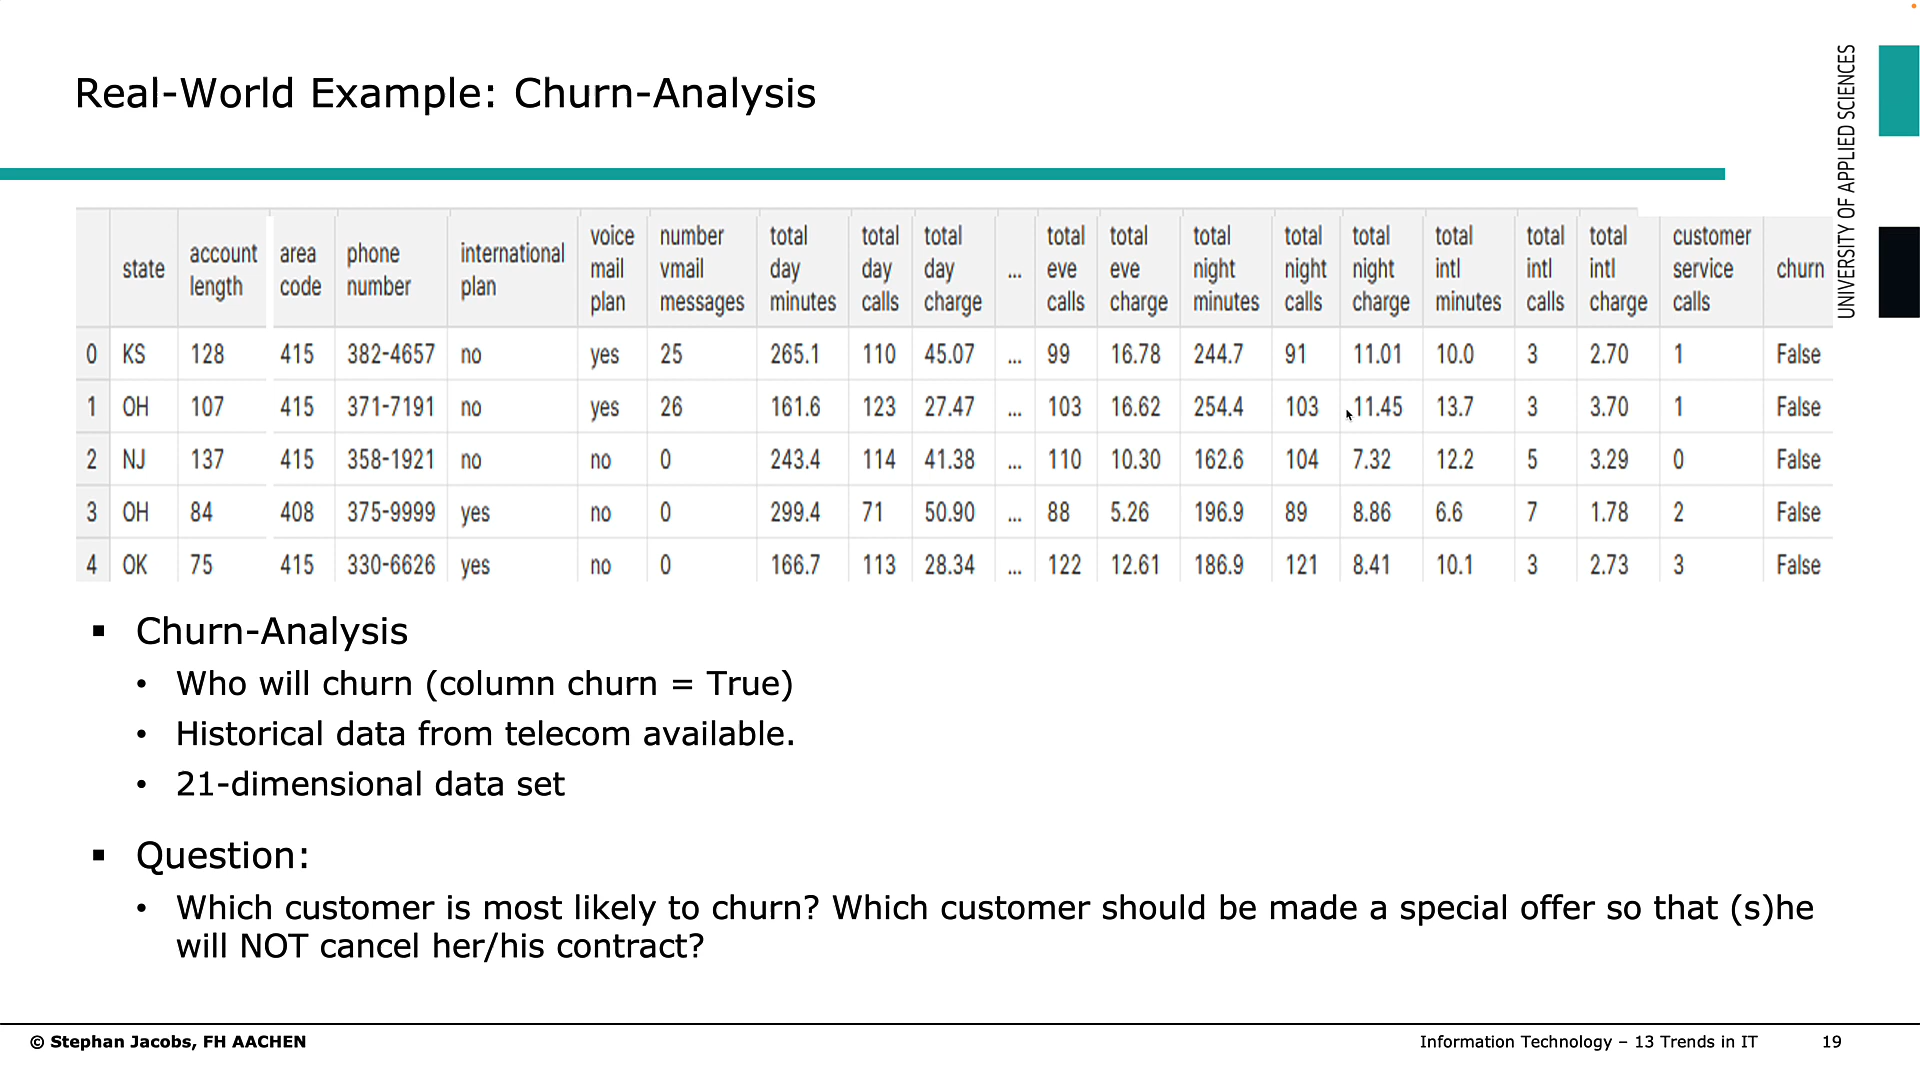 Real-World Example: Churn-Analysis
UNIVERSITY OF APPLIED SCIENCES
state account length area code phone number international plan voice mail plan number vmail messages total day minutes total day calls total day charge ... total eve calls total eve charge total night minutes total night calls total night charge total intl minutes total intl calls total intl charge customer service calls churn
0 KS 128 415 382-4657 no yes 25 265.1 110 45.07 ... 99 16.78 244.7 91 11.01 10.0 3 2.70 1 False
1 OH 107 415 371-7191 no yes 26 161.6 123 27.47 ... 103 16.62 254.4 103 11.45 13.7 3 3.70 1 False
2 NJ 137 415 358-1921 no no 0 243.4 114 41.38 ... 110 10.30 162.6 104 7.32 12.2 5 3.29 0 False
3 OH 84 408 375-9999 yes no 0 299.4 71 50.90 ... 88 5.26 196.9 89 8.86 6.6 7 1.78 2 False
4 OK 75 415 330-6626 yes no 0 166.7 113 28.34 ... 122 12.61 186.9 121 8.41 10.1 3 2.73 3 False
▪ Churn-Analysis
• Who will churn (column churn = True)
• Historical data from telecom available.
• 21-dimensional data set
▪ Question:
• Which customer is most likely to churn? Which customer should be made a special offer so that (s)he
will NOT cancel her/his contract?
© Stephan Jacobs, FH AACHEN
Information Technology – 13 Trends in IT
19